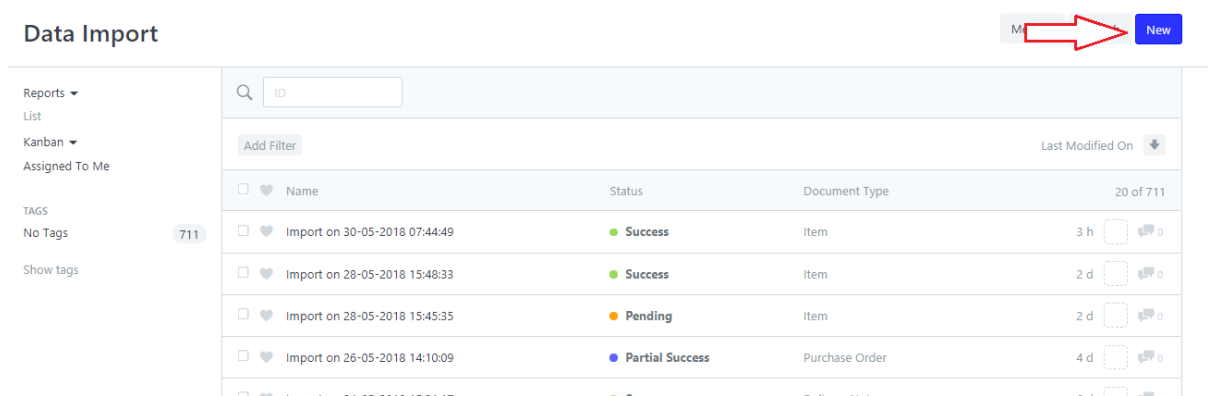 Data Import
New
Reports
List
Kanban
Assigned To Me
TAGS
No Tags 711
Show tags
ID
Add Filter Last Modified On
Name Status Document Type 20 of 711
Import on 30-05-2018 07:44:49 Success Item 3 h 0
Import on 28-05-2018 15:48:33 Success Item 2 d 0
Import on 28-05-2018 15:45:35 Pending Item 2 d 0
Import on 26-05-2018 14:10:09 Partial Success Purchase Order 4 d 0